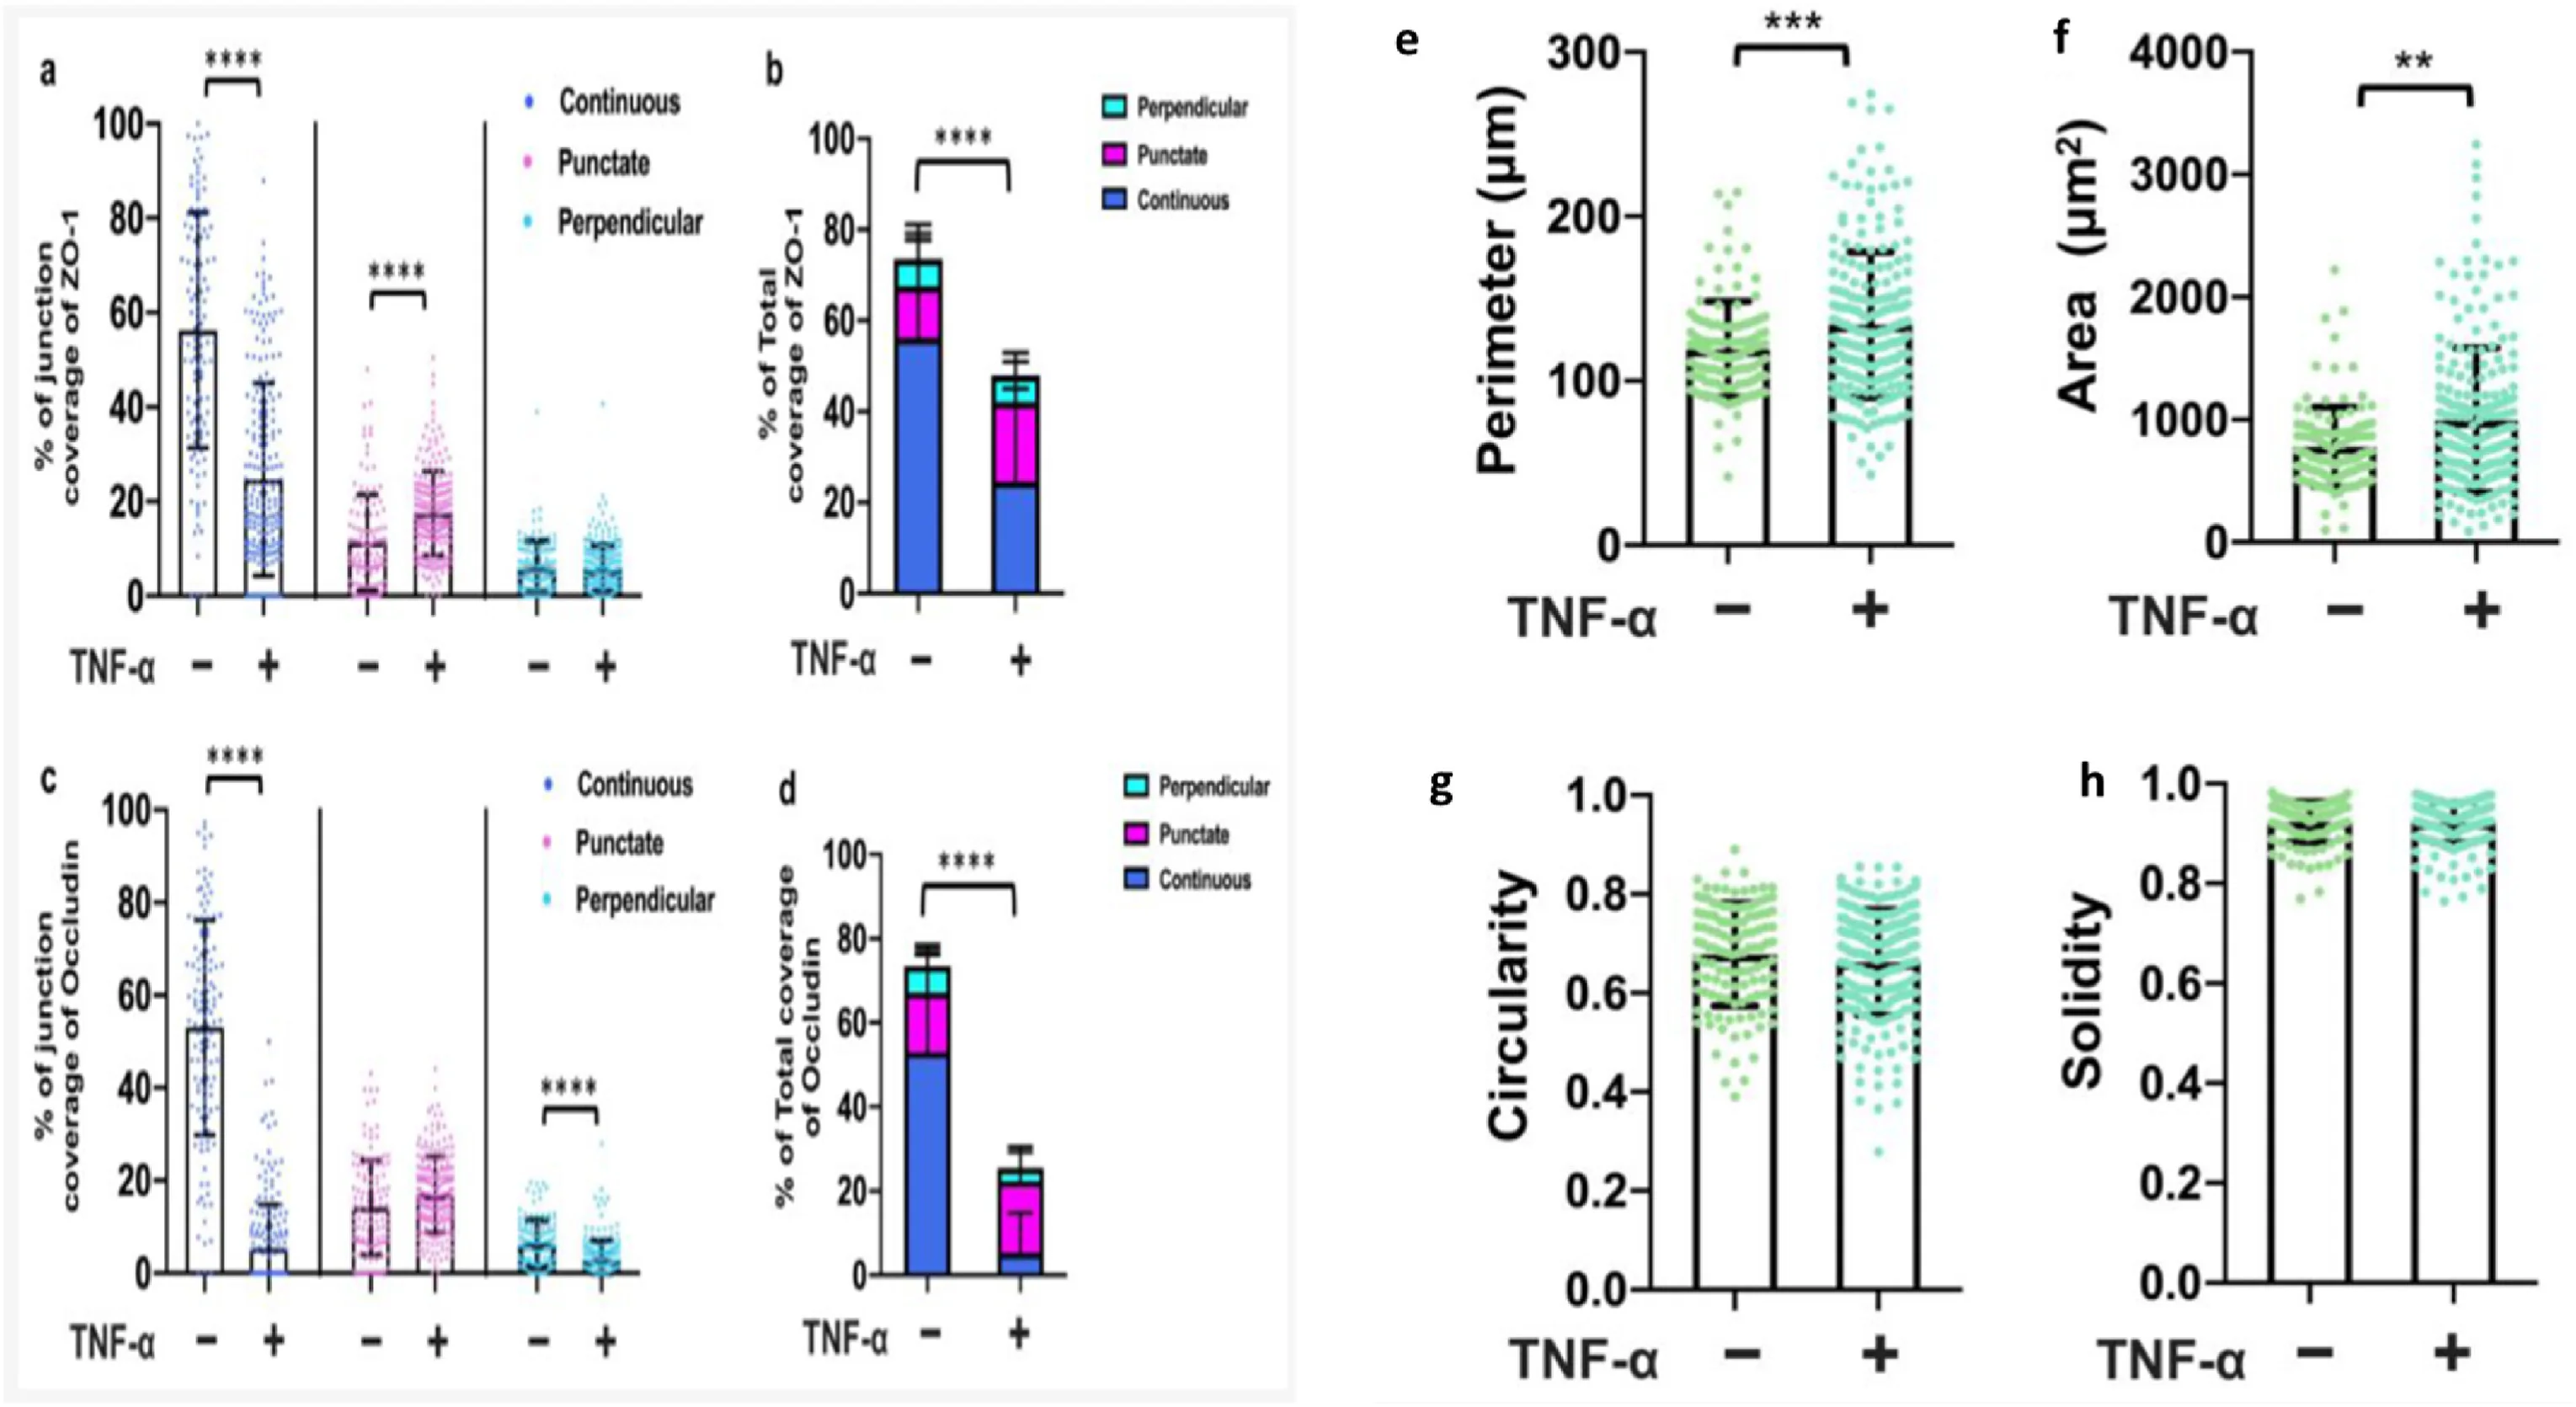 a
****
****
Continuous
Punctate
Perpendicular
100
80
60
40
20
0
% of junction
coverage of ZO-1
TNF-α − + − + − +
b
****
Perpendicular
Punctate
Continuous
100
80
60
40
20
0
% of Total
coverage of ZO-1
TNF-α − +
c
****
****
Continuous
Punctate
Perpendicular
100
80
60
40
20
0
% of junction
coverage of Occludin
TNF-α − + − + − +
d
****
Perpendicular
Punctate
Continuous
100
80
60
40
20
0
% of Total coverage
of Occludin
TNF-α − +
e
***
300
200
100
0
Perimeter (µm)
TNF-α − +
f
**
4000
3000
2000
1000
0
Area (µm²)
TNF-α − +
g
1.0
0.8
0.6
0.4
0.2
0.0
Circularity
TNF-α − +
h
1.0
0.8
0.6
0.4
0.2
0.0
Solidity
TNF-α − +